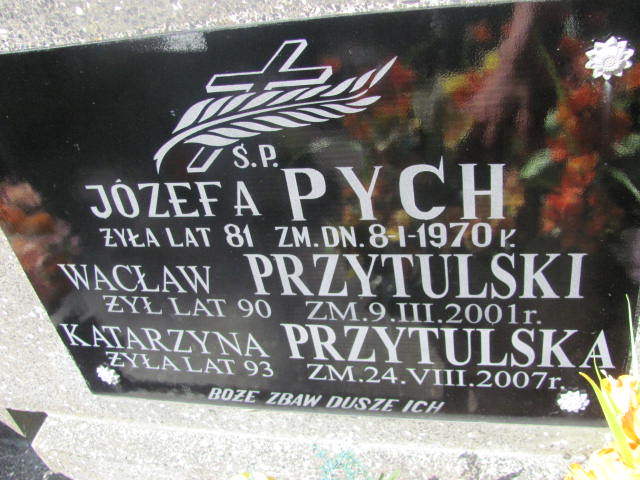 Ś.P.
JÓZEFA PYCH
ŻYŁA LAT 81 ZM. DN. 8-I-1970 r.
WACŁAW PRZYTULSKI
ŻYŁ LAT 90 ZM.9.III.2001r.
KATARZYNA PRZYTULSKA
ŻYŁA LAT 93 ZM.24.VIII.2007r.
BOŻE ZBAW DUSZE ICH